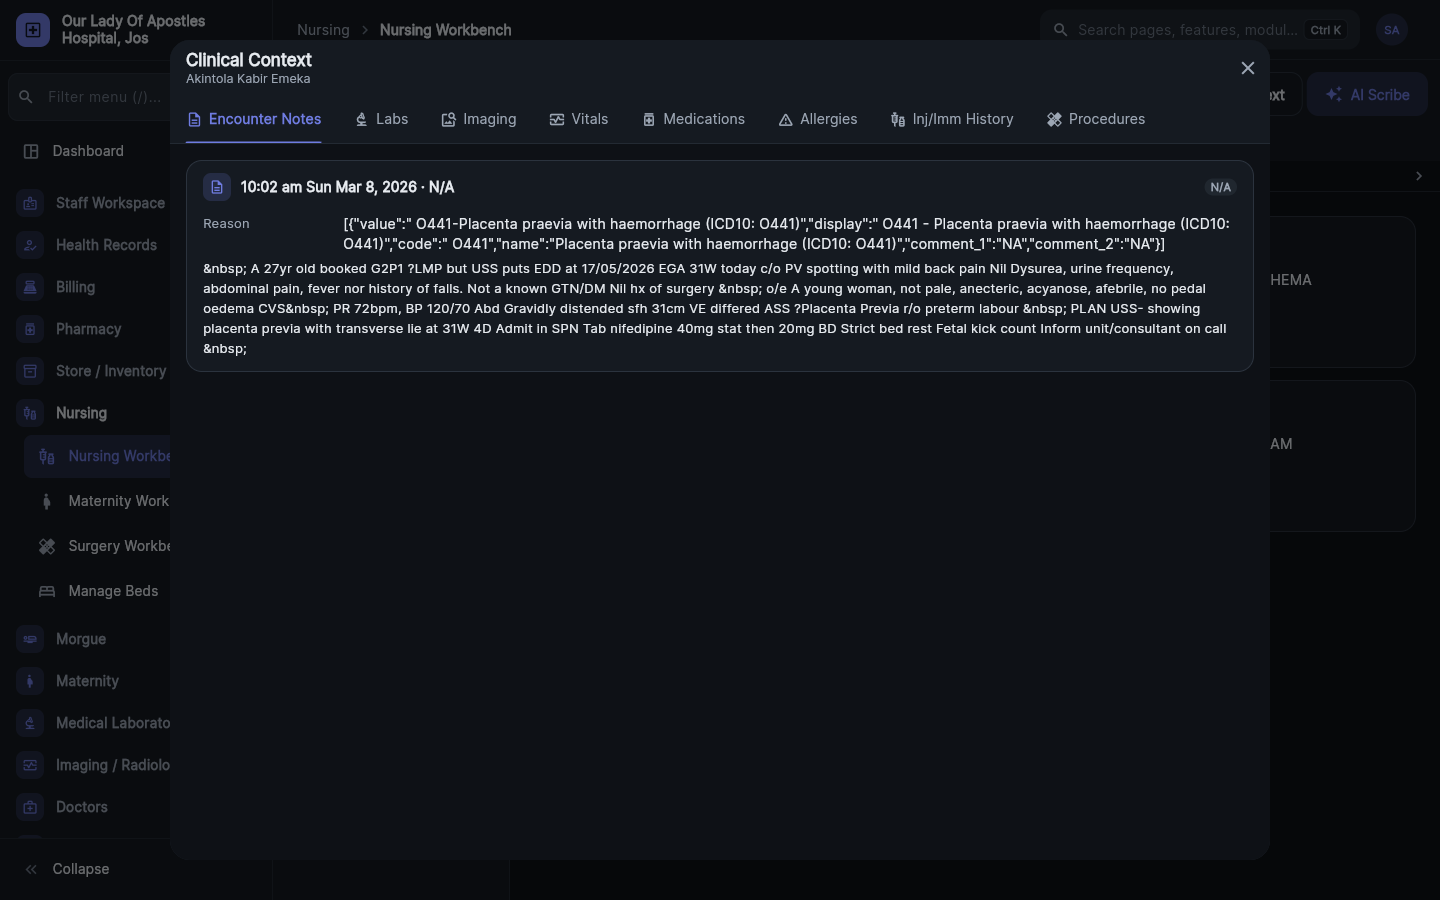 Our Lady Of Apostles
Hospital, Jos
Nursing > Nursing Workbench
Search pages, features, modul... Ctrl K
SA
Clinical Context
Akintola Kabir Emeka
Filter menu (/)...
AI Scribe
Encounter Notes
Labs
Imaging
Vitals
Medications
Allergies
Inj/Imm History
Procedures
10:02 am Sun Mar 8, 2026 · N/A
N/A
Reason
[{"value":" O441-Placenta praevia with haemorrhage (ICD10: O441)","display":" O441 - Placenta praevia with haemorrhage (ICD10:
O441)","code":" O441","name":"Placenta praevia with haemorrhage (ICD10: O441)","comment_1":"NA","comment_2":"NA"}]
&nbsp; A 27yr old booked G2P1 ?LMP but USS puts EDD at 17/05/2026 EGA 31W today c/o PV spotting with mild back pain Nil Dysurea, urine frequency,
abdominal pain, fever nor history of falls. Not a known GTN/DM Nil hx of surgery &nbsp; o/e A young woman, not pale, anecteric, acyanose, afebrile, no pedal
oedema CVS&nbsp; PR 72bpm, BP 120/70 Abd Gravidly distended sfh 31cm VE differed ASS ?Placenta Previa r/o preterm labour &nbsp; PLAN USS- showing
placenta previa with transverse lie at 31W 4D Admit in SPN Tab nifedipine 40mg stat then 20mg BD Strict bed rest Fetal kick count Inform unit/consultant on call
&nbsp;
Dashboard
Staff Workspace
Health Records
Billing
Pharmacy
Store / Inventory
Nursing
Nursing Workbe
Maternity Work
Surgery Workbe
Manage Beds
Morgue
Maternity
Medical Laborato
Imaging / Radiolo
Doctors
Collapse
HEMA
AM